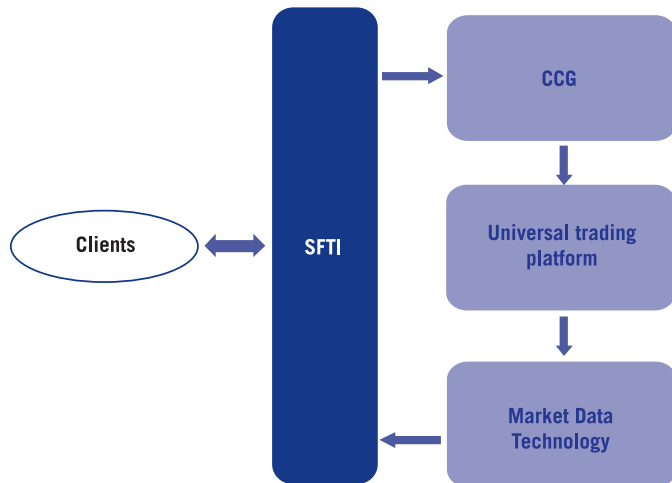 Clients
SFTI
CCG
Universal trading
platform
Market Data
Technology